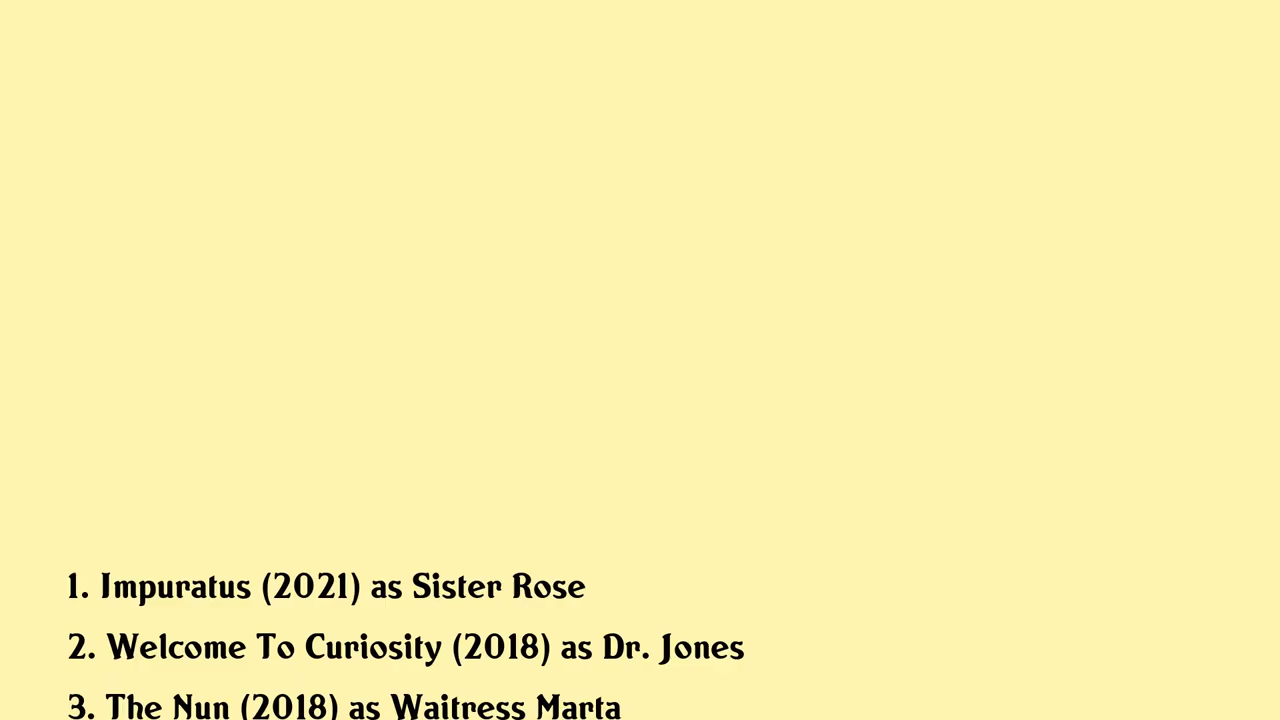 1. Impuratus (2021) as Sister Rose
2. Welcome To Curiosity (2018) as Dr. Jones
3. The Nun (2018) as Waitress Marta